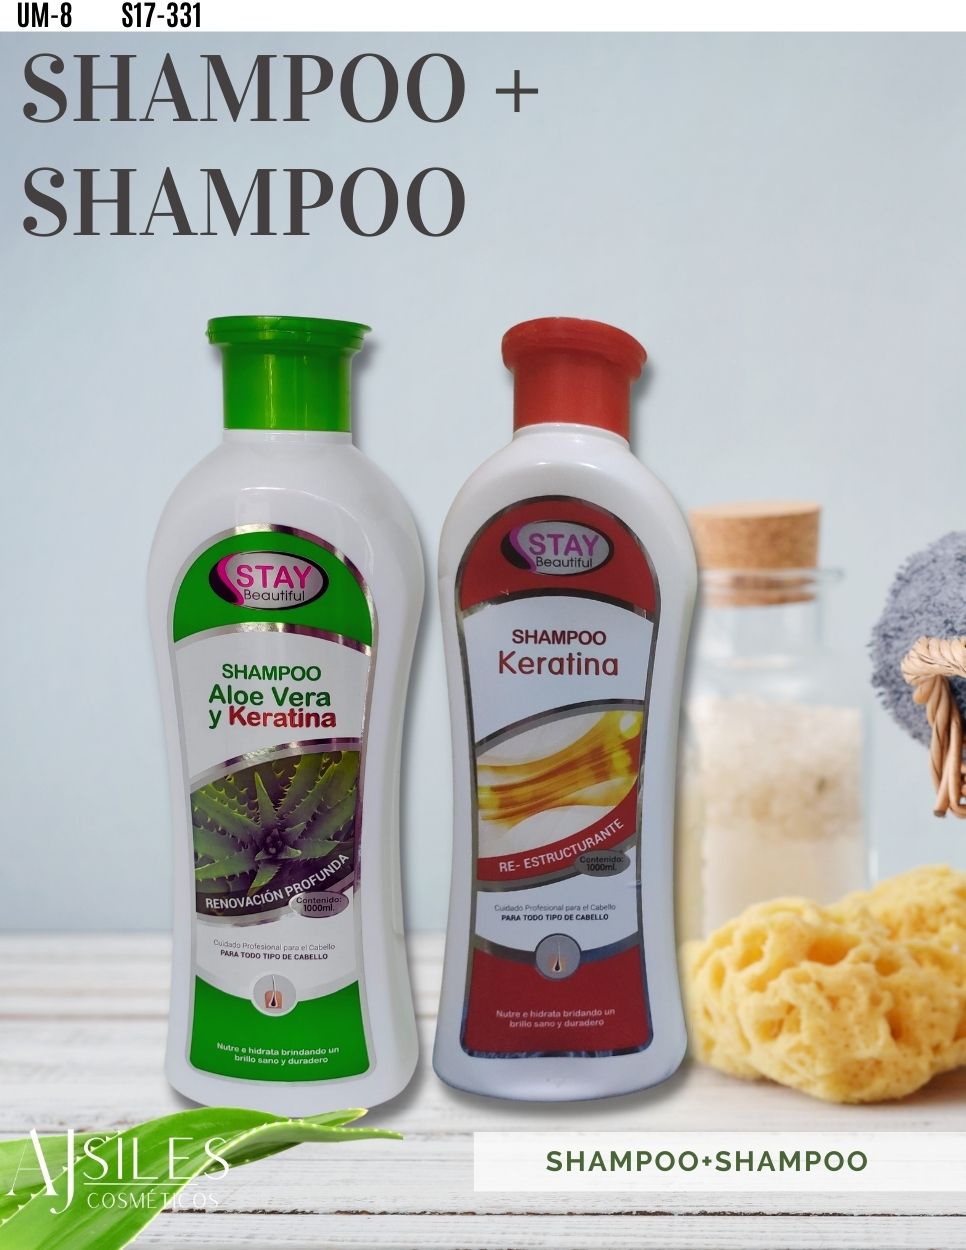 UM-8 S17-331
SHAMPOO +
SHAMPOO
STAY
Beautiful
SHAMPOO
Aloe Vera
y Keratina
RENOVACIÓN PROFUNDA
Contenido:
1000ml.
Cuidado Profesional para el Cabello
PARA TODO TIPO DE CABELLO
Nutre e hidrata brindando un
brillo sano y duradero
STAY
Beautiful
SHAMPOO
Keratina
RE- ESTRUCTURANTE
Contenido:
1000ml.
Cuidado Profesional para el Cabello
PARA TODO TIPO DE CABELLO
Nutre e hidrata brindando un
brillo sano y duradero
AJSILES
COSMÉTICOS
SHAMPOO+SHAMPOO